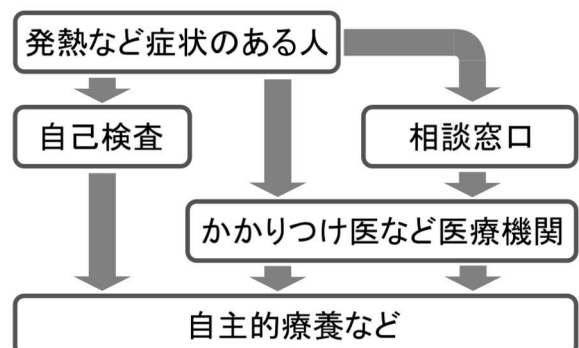 発熱など症状のある人
自己検査
相談窓口
かかりつけ医など医療機関
自主的療養など